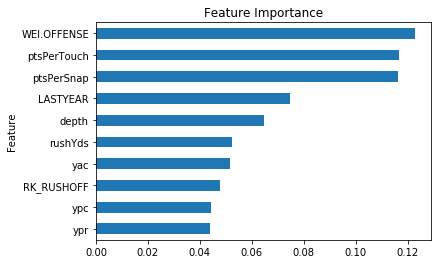 Feature Importance
WEI.OFFENSE
ptsPerTouch
ptsPerSnap
LASTYEAR
depth
rushYds
yac
RK_RUSHOFF
ypc
ypr
Feature
0.00 0.02 0.04 0.06 0.08 0.10 0.12